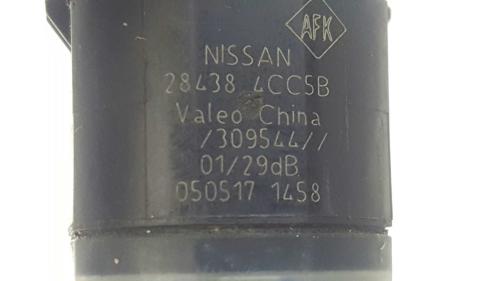 AFK
NISSAN
28438 4CC5B
Valeo China
/309544//
01/29dB
050517 1458